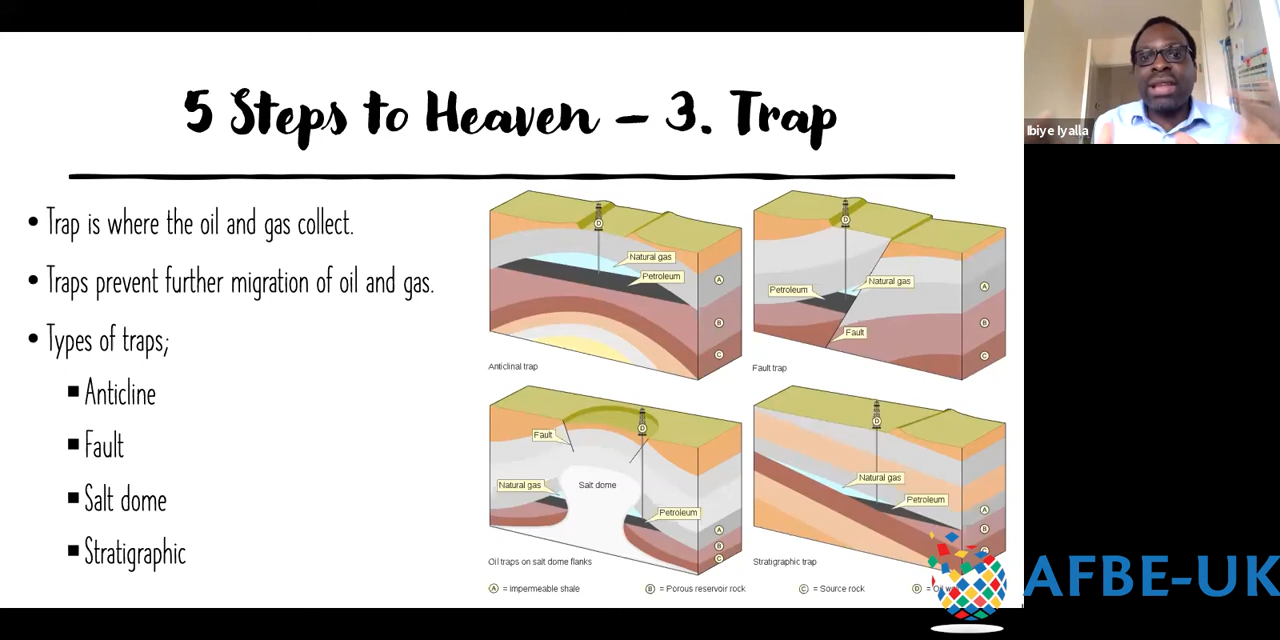 5 Steps to Heaven – 3. Trap
Ibiye Iyalla
• Trap is where the oil and gas collect.
• Traps prevent further migration of oil and gas.
• Types of traps;
▪ Anticline
▪ Fault
▪ Salt dome
▪ Stratigraphic
D
Natural gas
Petroleum
A
B
C
Anticlinal trap
D
Natural gas
Petroleum
Fault
A
B
C
Fault trap
D
Fault
Natural gas
Salt dome
Petroleum
A
B
C
Oil traps on salt dome flanks
D
Natural gas
Petroleum
A
B
Stratigraphic trap
A = Impermeable shale
B = Porous reservoir rock
C = Source rock
D = Oil
AFBE-UK